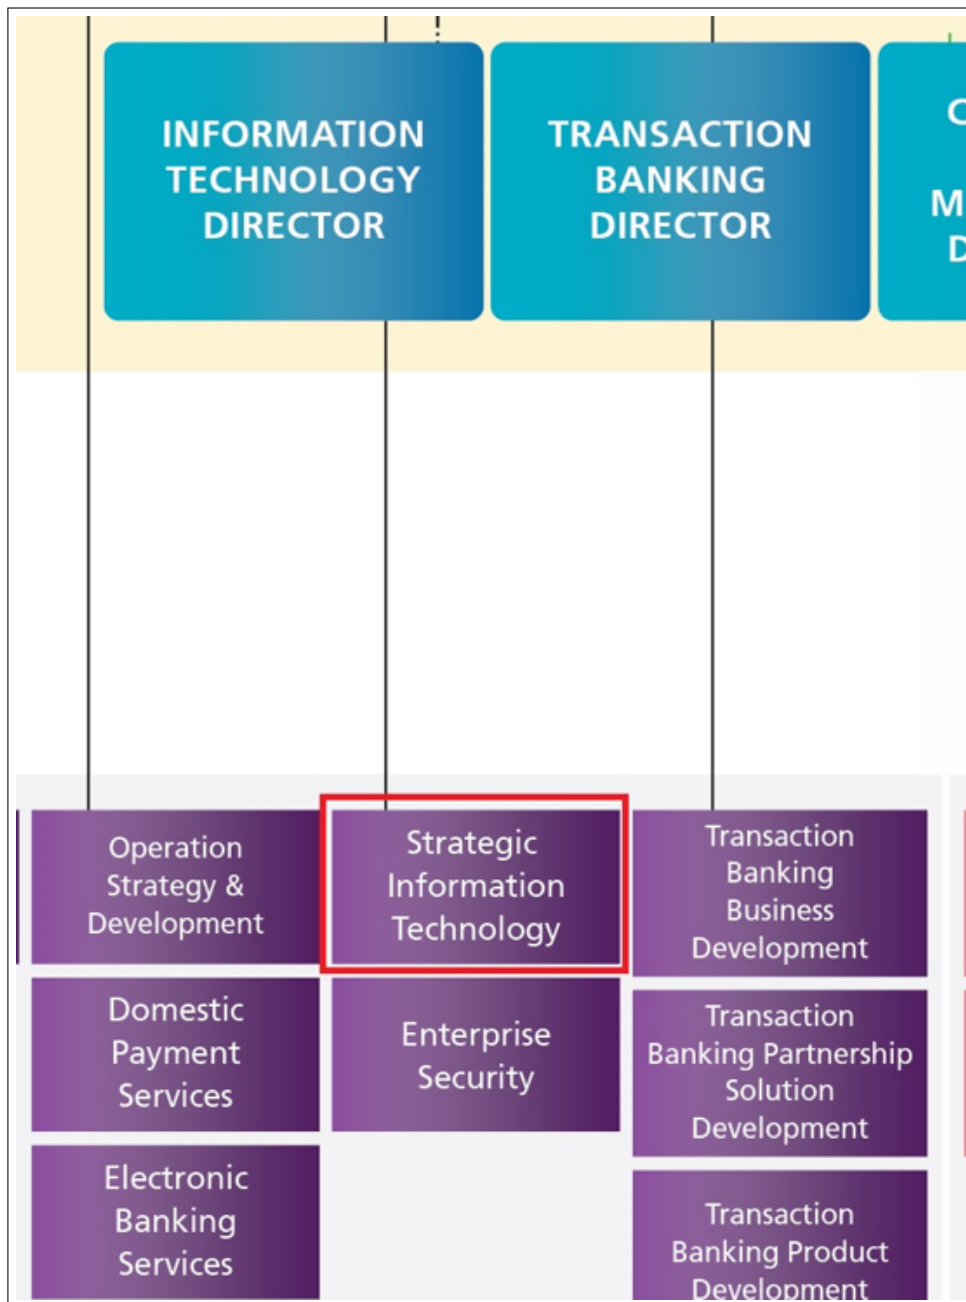 INFORMATION
TECHNOLOGY
DIRECTOR
TRANSACTION
BANKING
DIRECTOR
Operation
Strategy &
Development
Strategic
Information
Technology
Transaction
Banking
Business
Development
Domestic
Payment
Services
Enterprise
Security
Transaction
Banking Partnership
Solution
Development
Electronic
Banking
Services
Transaction
Banking Product
Development